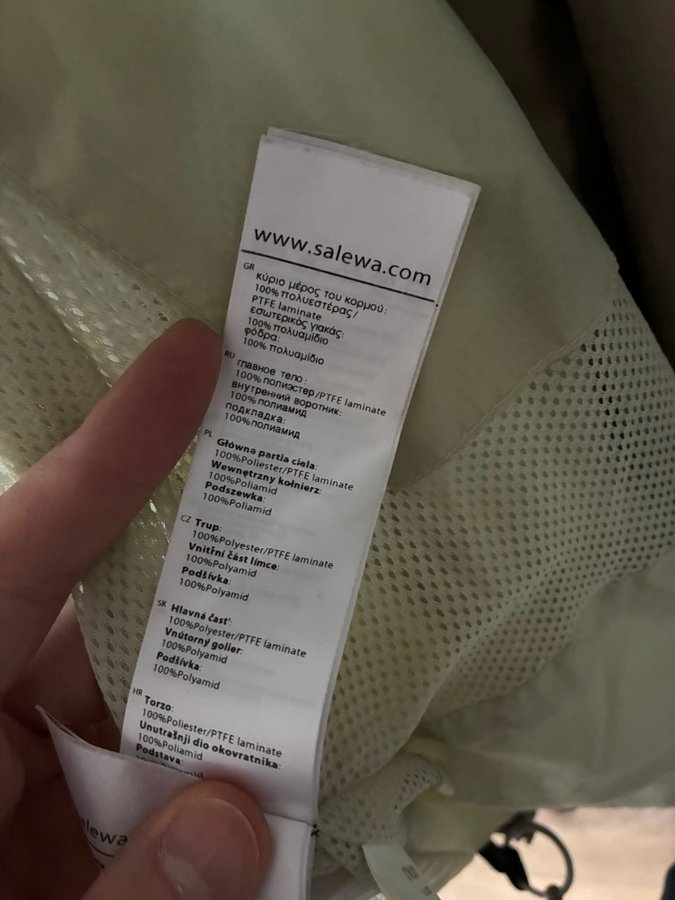 www.salewa.com
GR
κύριο μέρος του κορμού:
100% πολυεστέρας/
PTFE laminate
εσωτερικός γιακάς:
100% πολυαμίδιο
φόδρα:
100% πολυαμίδιο
RU
главное тело:
100% полиэстер/PTFE laminate
внутренний воротник:
100% полиамид
подкладка:
100%полиамид
PL
Główna partia ciela:
100%Poliester/PTFE laminate
Wewnętrzny kołnierz:
100%Poliamid
Podszewka:
100%Poliamid
CZ
Trup:
100%Polyester/PTFE laminate
Vnitřní část límce:
100%Polyamid
Podšívka:
100%Polyamid
SK
Hlavná čast':
100%Polyester/PTFE laminate
Vnútorný golier:
100%Polyamid
Podšívka:
100%Polyamid
HR
Torzo:
100%Poliester/PTFE laminate
Unutrašnji dio okovratnika:
100%Poliamid
Podstava: